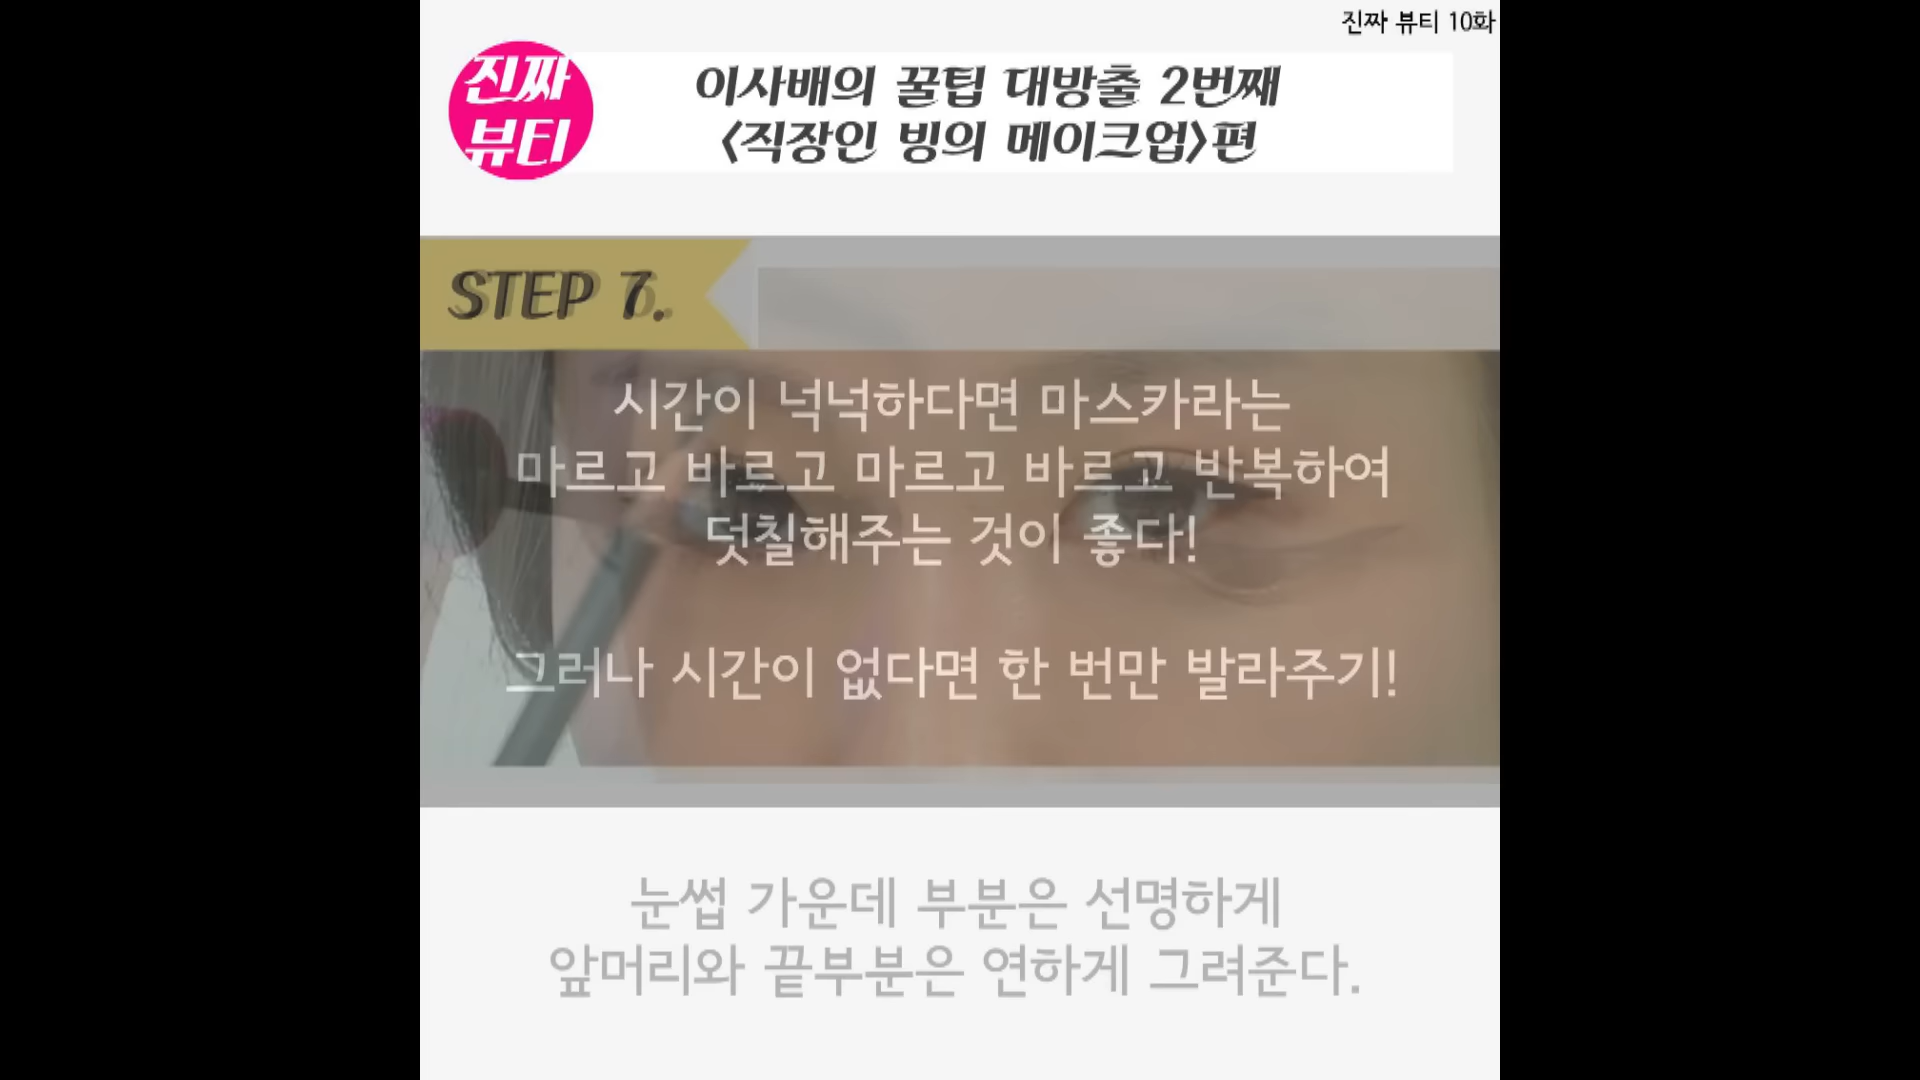 진짜 뷰티 10화
진짜
뷰티
이사배의 꿀팁 대방출 2번째
<직장인 빙의 메이크업>편
STEP 7.
시간이 넉넉하다면 마스카라는
마르고 바르고 마르고 바르고 반복하여
덧칠해주는 것이 좋다!
그러나 시간이 없다면 한 번만 발라주기!
눈썹 가운데 부분은 선명하게
앞머리와 끝부분은 연하게 그려준다.